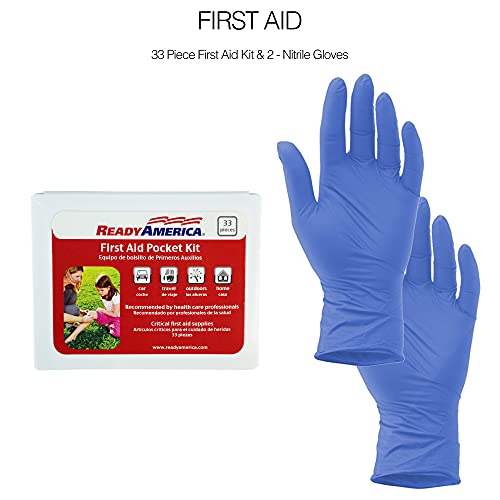 FIRST AID
33 Piece First Aid Kit & 2 - Nitrile Gloves
READYAMERICA®
33
pieces
First Aid Pocket Kit
Equipo de bolsillo de Primeros Auxilios
car travel outdoors home
coche de viaje las afueras casa
Recommended by health care professionals
Recomendado por profesionales de la salud
Critical first aid supplies
Artículos críticos para el cuidado de heridas
33 piezas
www.readyamerica.com